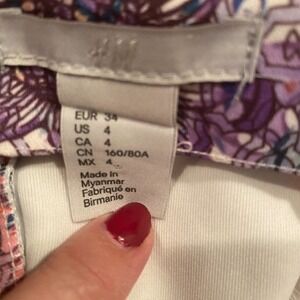 H&M
EUR 34
US 4
CA 4
CN 160/80A
MX 4
Made in
Myanmar
Fabriqué en
Birmanie